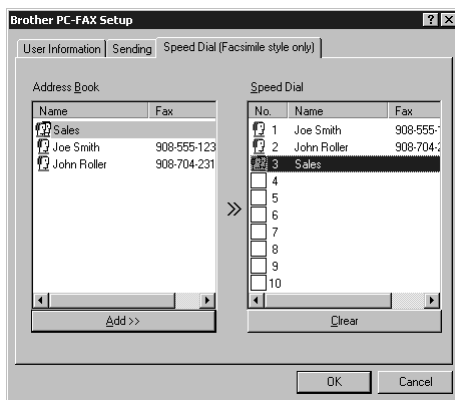 Brother PC-FAX Setup
User Information Sending Speed Dial (Facsimile style only)
Address Book Speed Dial
Name Fax No. Name Fax
Sales 1 Joe Smith 908-555-
Joe Smith 908-555-123 2 John Roller 908-704-
John Roller 908-704-231 3 Sales
4
5
6
7
8
9
10
Add >> Clrear
OK Cancel